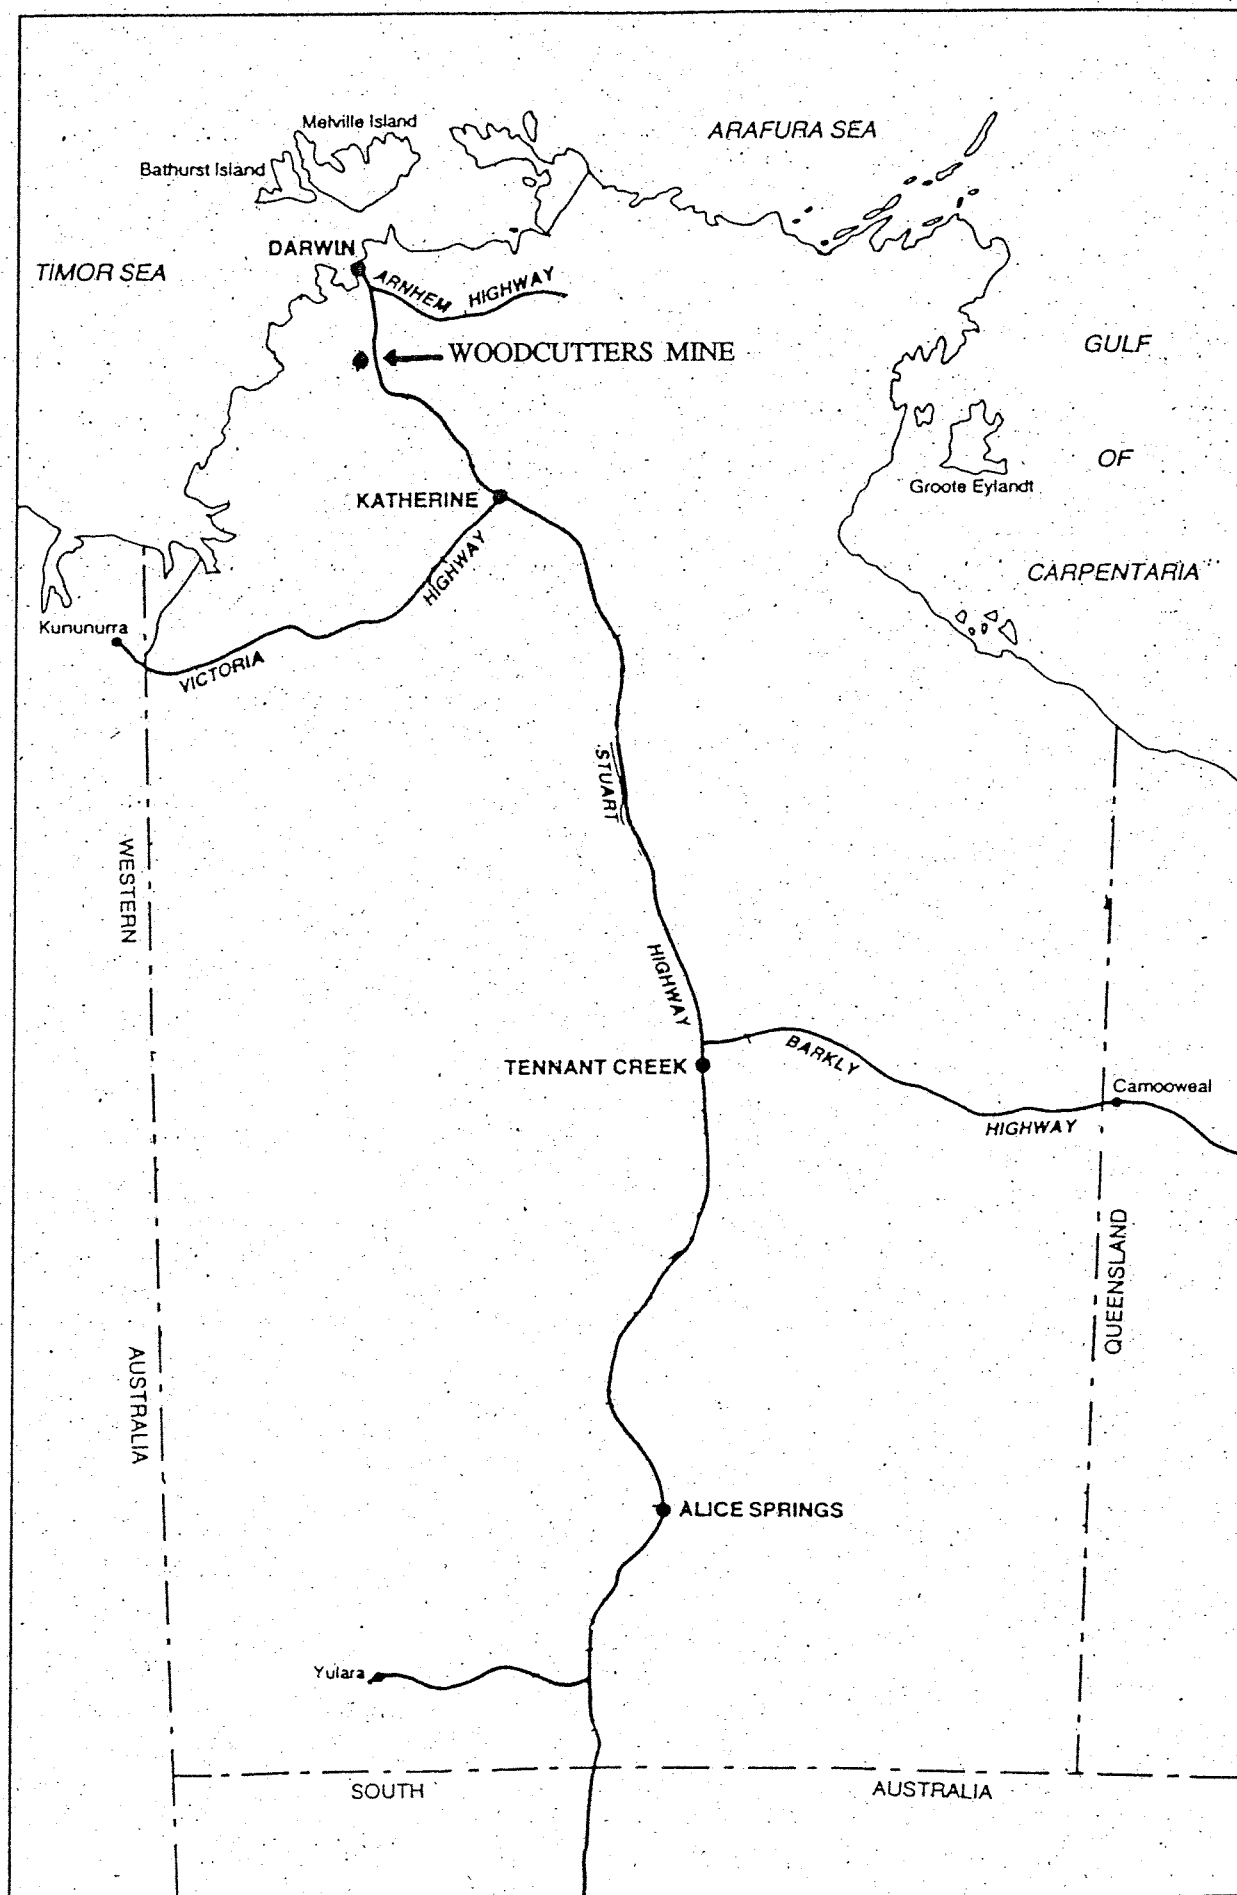 Melville Island
ARAFURA SEA
Bathurst Island
DARWIN
TIMOR SEA
ARNHEM HIGHWAY
GULF
WOODCUTTERS MINE
OF
Groote Eylandt
KATHERINE
CARPENTARIA
HIGHWAY
Kununurra
VICTORIA
STUART
WESTERN
HIGHWAY
BARKLY
TENNANT CREEK
Camooweal
HIGHWAY
QUEENSLAND
AUSTRALIA
ALICE SPRINGS
Yulara
SOUTH
AUSTRALIA